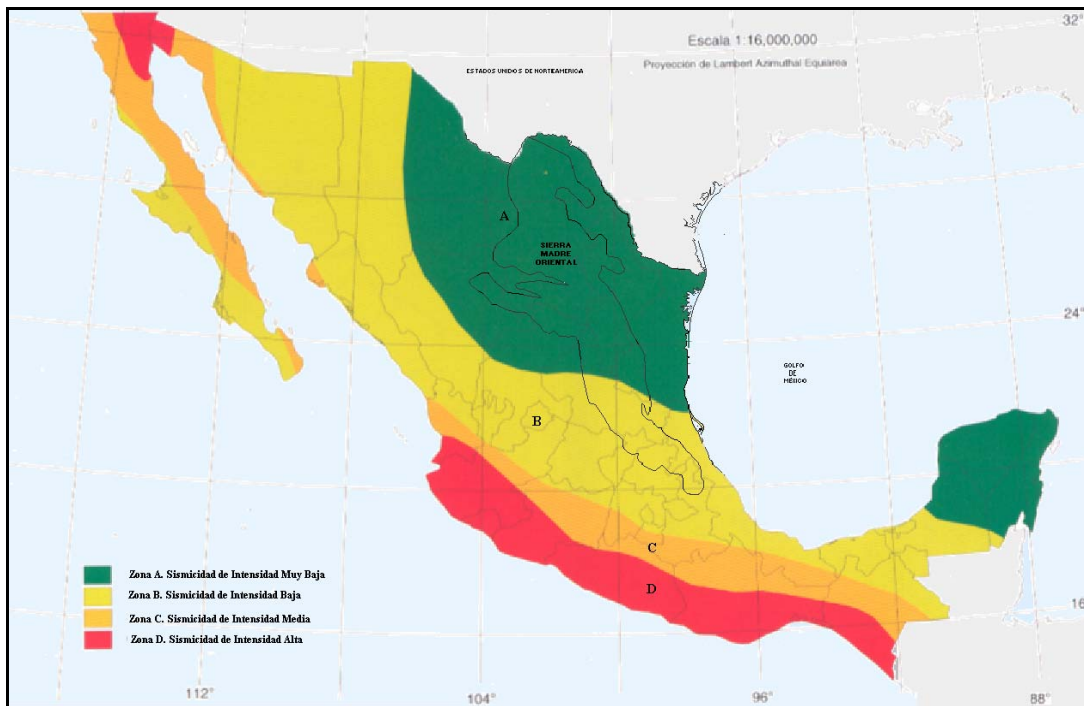 32°
Escala 1:16,000,000
Proyección de Lambert Azimuthal Equiarea
ESTADOS UNIDOS DE NORTEAMERICA
A
SIERRA
MADRE
ORIENTAL
24°
GOLFO
DE
MÉXICO
B
C
D
Zona A. Sismicidad de Intensidad Muy Baja
Zona B. Sismicidad de Intensidad Baja
Zona C. Sismicidad de Intensidad Media
Zona D. Sismicidad de Intensidad Alta
16
112°
104°
96°
88°